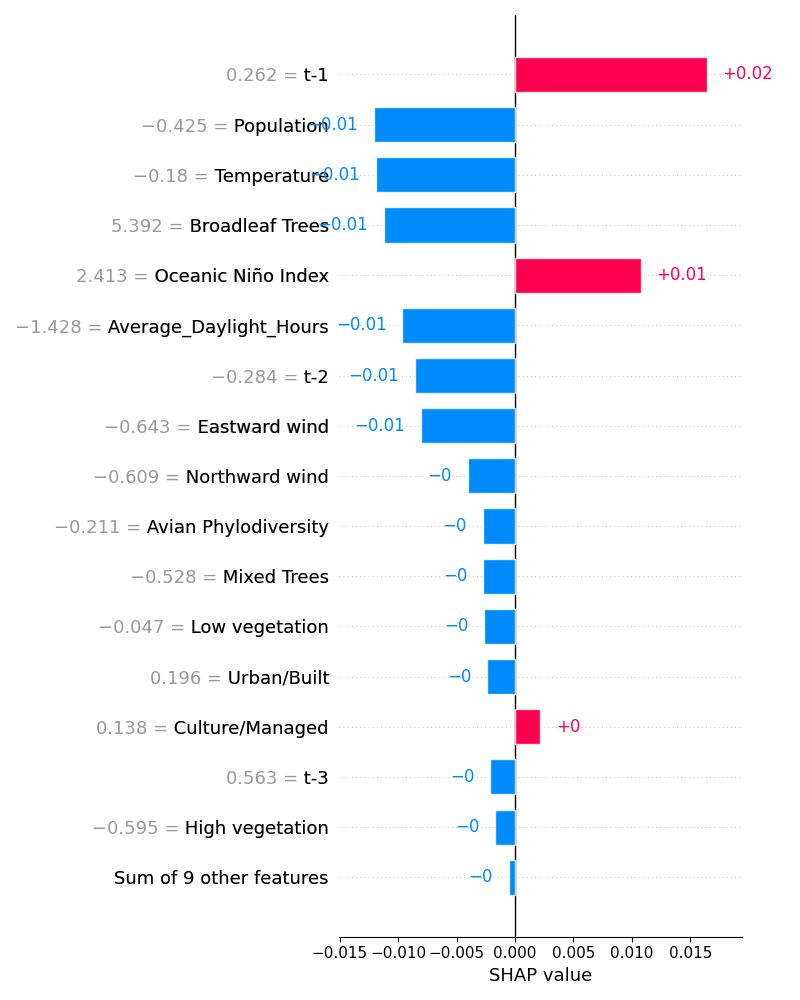 0.262 = t-1 +0.02
−0.425 = Population −0.01
−0.18 = Temperature −0.01
5.392 = Broadleaf Trees −0.01
2.413 = Oceanic Niño Index +0.01
−1.428 = Average_Daylight_Hours −0.01
−0.284 = t-2 −0.01
−0.643 = Eastward wind −0.01
−0.609 = Northward wind −0
−0.211 = Avian Phylodiversity −0
−0.528 = Mixed Trees −0
−0.047 = Low vegetation −0
0.196 = Urban/Built −0
0.138 = Culture/Managed +0
0.563 = t-3 −0
−0.595 = High vegetation −0
Sum of 9 other features −0
−0.015 −0.010 −0.005 0.000 0.005 0.010 0.015
SHAP value